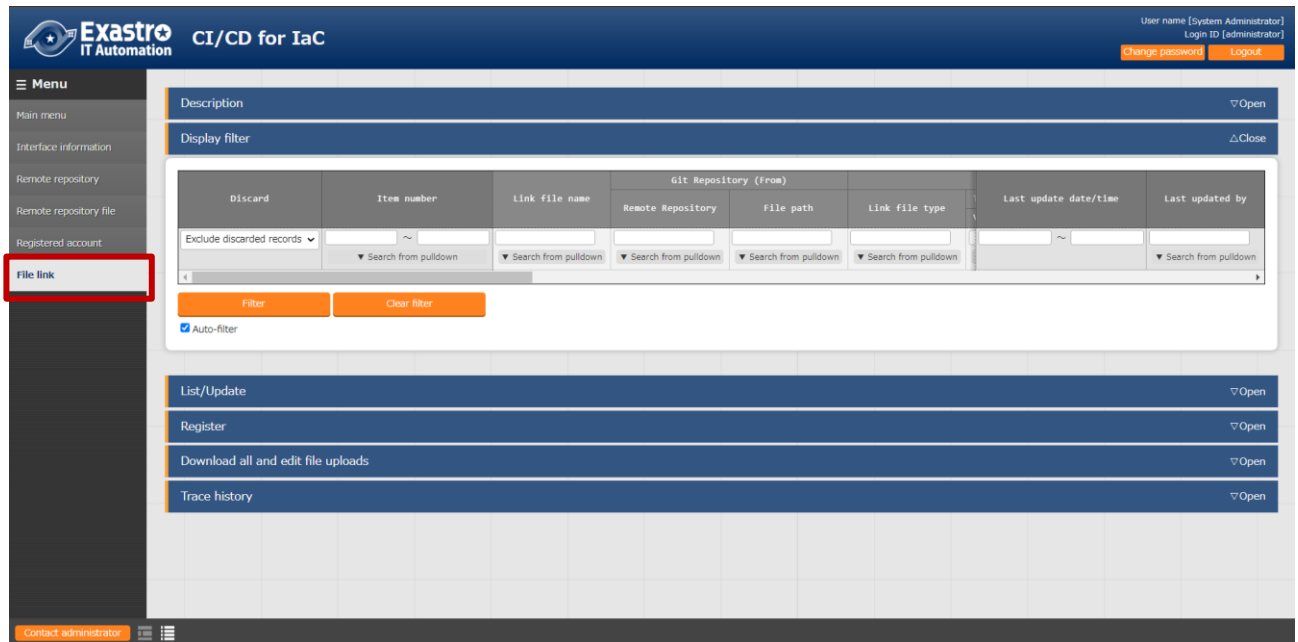 Exastro
IT Automation
CI/CD for IaC
User name [System Administrator]
Login ID [administrator]
Change password
Logout
Menu
Main menu
Interface information
Remote repository
Remote repository file
Registered account
File link
Description
▽Open
Display filter
△Close
Git Repository (From)
Discard
Item number
Link file name
Remote Repository
File path
Link file type
Last update date/time
Last updated by
Exclude discarded records
~
~
▼ Search from pulldown
▼ Search from pulldown
▼ Search from pulldown
▼ Search from pulldown
▼ Search from pulldown
▼ Search from pulldown
Filter
Clear filter
Auto-filter
List/Update
▽Open
Register
▽Open
Download all and edit file uploads
▽Open
Trace history
▽Open
Contact administrator